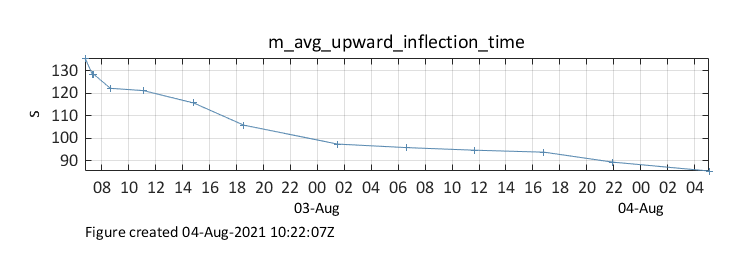 m_avg_upward_inflection_time
s
130
120
110
100
90
08 10 12 14 16 18 20 22 00 02 04 06 08 10 12 14 16 18 20 22 00 02 04
03-Aug 04-Aug
Figure created 04-Aug-2021 10:22:07Z